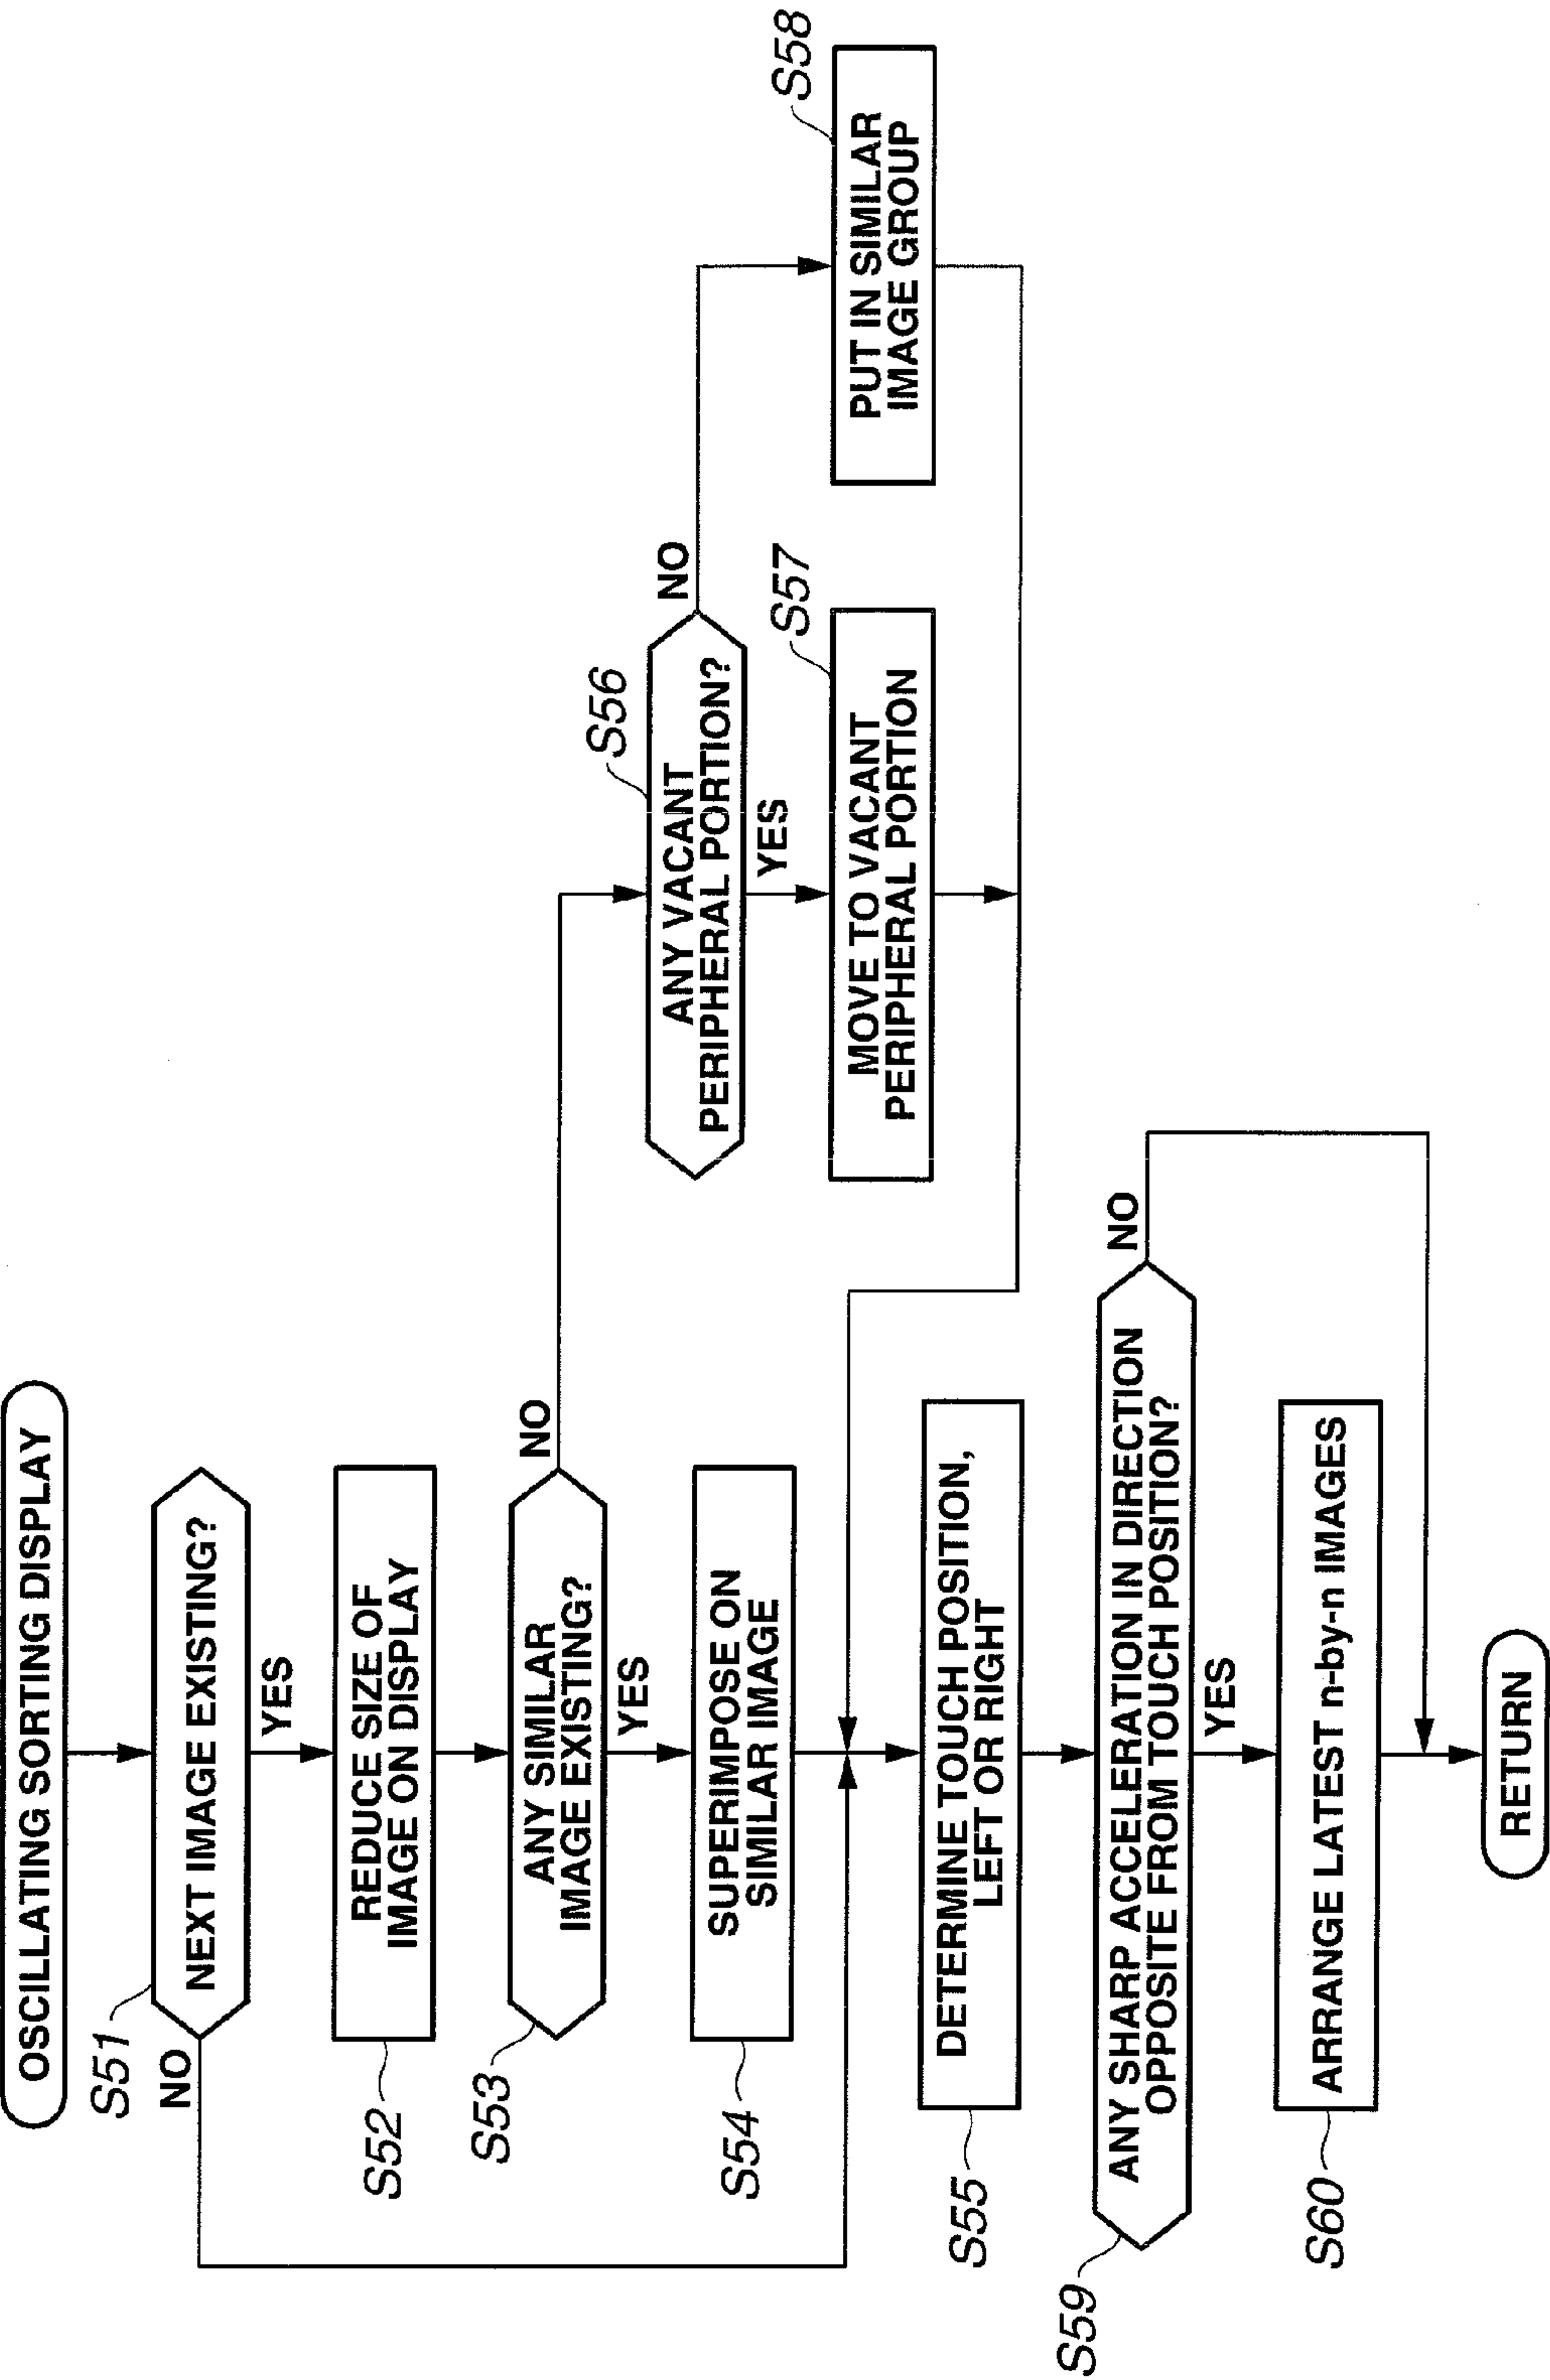 OSCILLATING SORTING DISPLAY
S51
NEXT IMAGE EXISTING?
NO
YES
S52
REDUCE SIZE OF
IMAGE ON DISPLAY
S53
ANY SIMILAR
IMAGE EXISTING?
NO
YES
S54
SUPERIMPOSE ON
SIMILAR IMAGE
S56
ANY VACANT
PERIPHERAL PORTION?
NO
YES
S57
MOVE TO VACANT
PERIPHERAL PORTION
S58
PUT IN SIMILAR
IMAGE GROUP
S55
DETERMINE TOUCH POSITION,
LEFT OR RIGHT
S59
ANY SHARP ACCELERATION IN DIRECTION
OPPOSITE FROM TOUCH POSITION?
NO
YES
S60
ARRANGE LATEST n-by-n IMAGES
RETURN